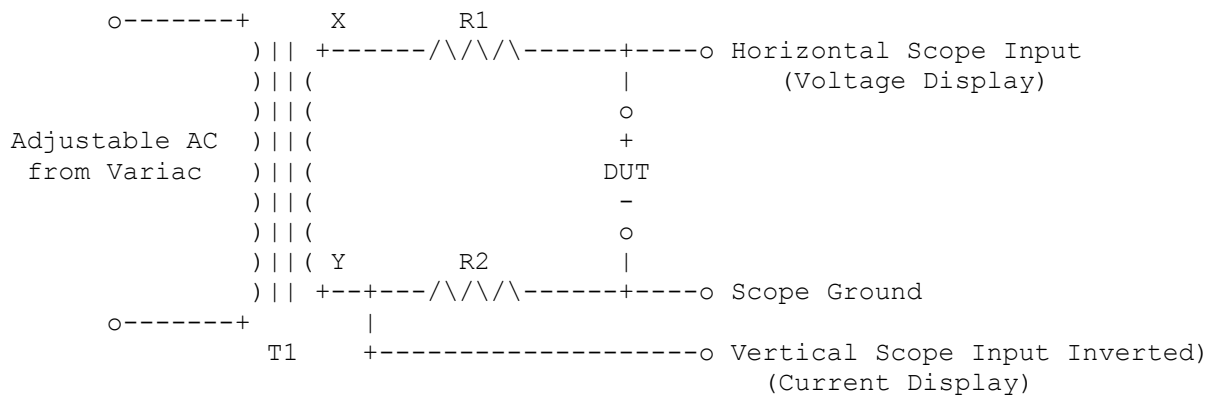 o-------+ X R1
)|| +------/\/\/\------+----o Horizontal Scope Input
)||( | (Voltage Display)
)||( o
Adjustable AC )||( +
from Variac )||( DUT
)||( -
)||( o
)||( Y R2 |
)|| +--+---/\/\/\------+----o Scope Ground
o-------+ |
T1 +--------------------o Vertical Scope Input Inverted)
(Current Display)